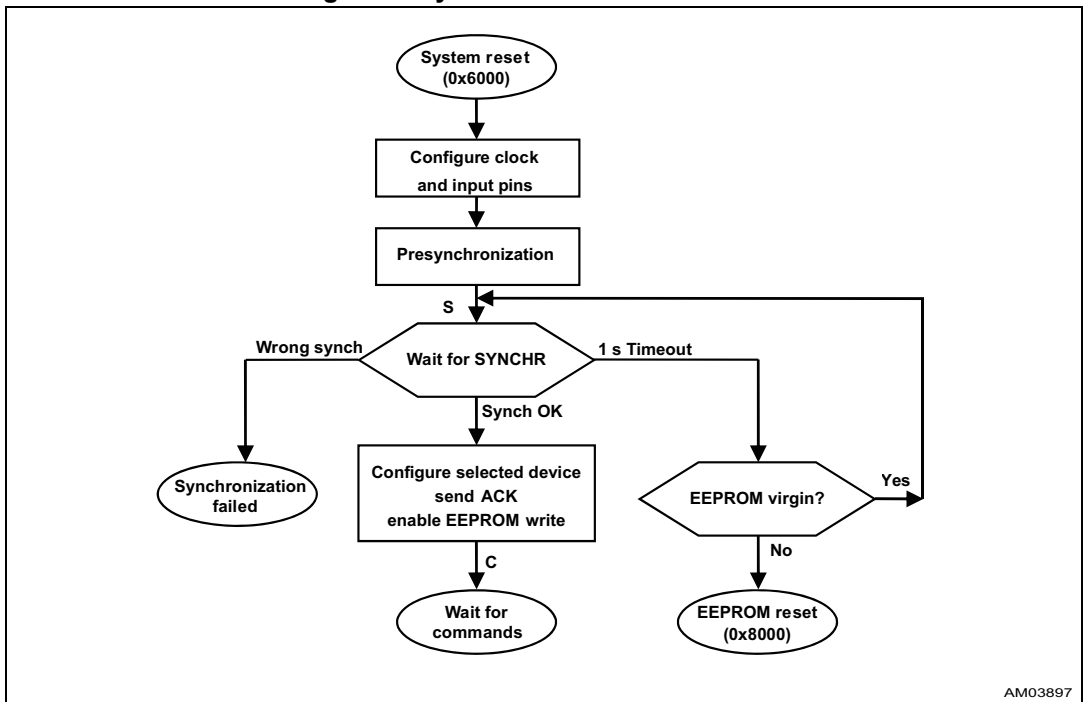 System reset
(0x6000)
Configure clock
and input pins
Presynchronization
S
Wrong synch
Wait for SYNCHR
1 s Timeout
Synch OK
Synchronization
failed
Configure selected device
send ACK
enable EEPROM write
EEPROM virgin?
Yes
No
C
Wait for
commands
EEPROM reset
(0x8000)
AM03897